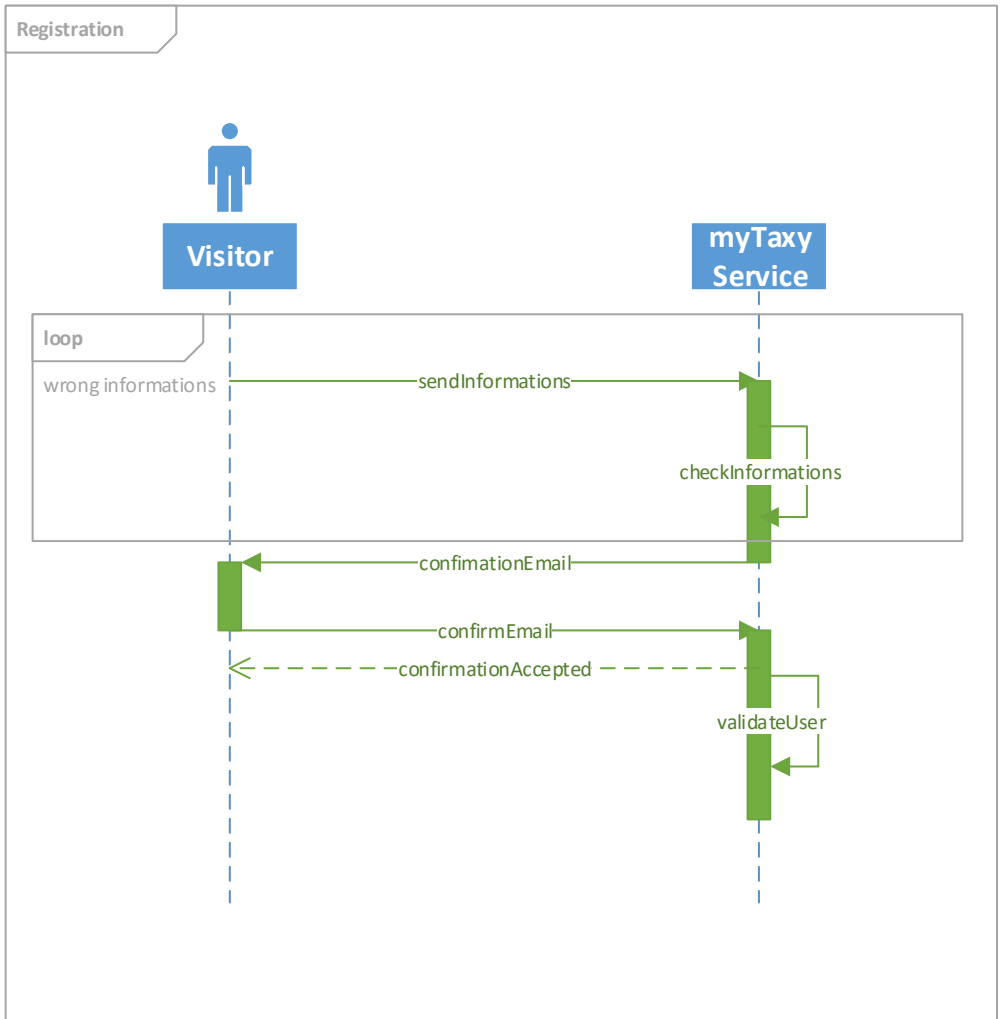 Registration
Visitor
myTaxy
Service
loop
wrong informations
sendInformations
checkInformations
confimationEmail
confirmEmail
confirmationAccepted
validateUser